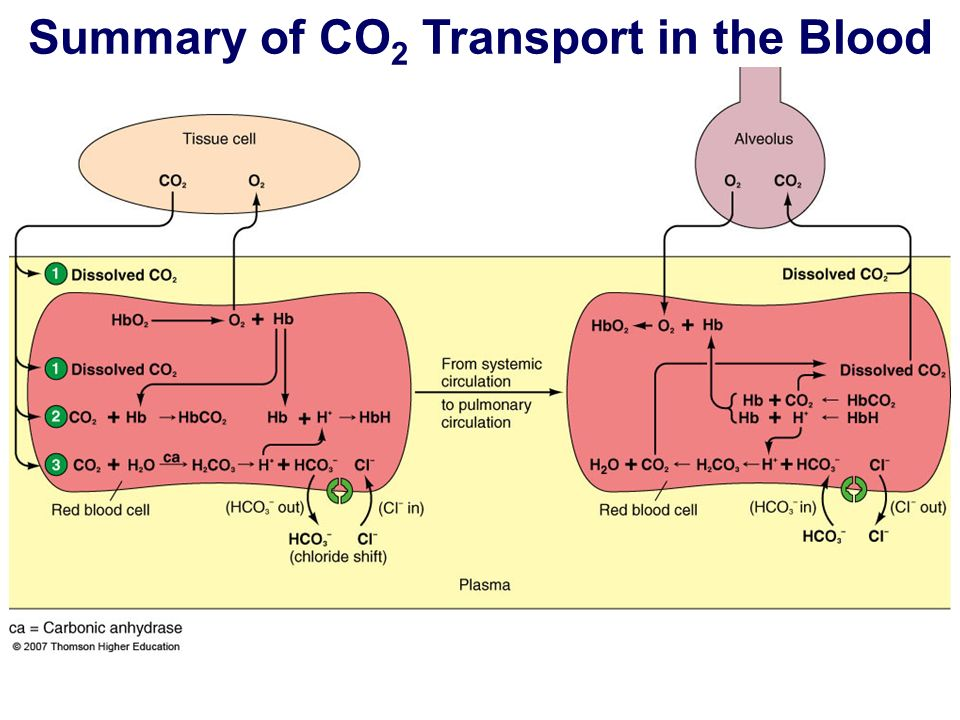 Summary of CO₂ Transport in the Blood
Tissue cell
CO₂ O₂
Alveolus
O₂ CO₂
1 Dissolved CO₂
HbO₂ → O₂ + Hb
1 Dissolved CO₂
2 CO₂ + Hb → HbCO₂ Hb + H⁺ → HbH
3 CO₂ + H₂O ca → H₂CO₃ → H⁺ + HCO₃⁻ Cl⁻
Red blood cell
(HCO₃⁻ out)
(Cl⁻ in)
HCO₃⁻ Cl⁻
(chloride shift)
From systemic
circulation
to pulmonary
circulation
Dissolved CO₂
HbO₂ ← O₂ + Hb
Dissolved CO₂
Hb + CO₂ ← HbCO₂
Hb + H⁺ ← HbH
H₂O + CO₂ ← H₂CO₃ ← H⁺ + HCO₃⁻ Cl⁻
Red blood cell
(HCO₃⁻ in)
(Cl⁻ out)
HCO₃⁻ Cl⁻
Plasma
ca = Carbonic anhydrase
© 2007 Thomson Higher Education